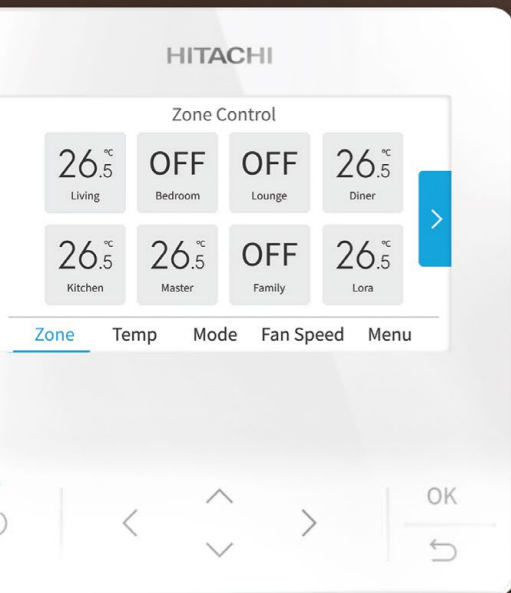 HITACHI
Zone Control
26.5°C OFF OFF 26.5°C
Living Bedroom Lounge Diner
26.5°C 26.5°C OFF 26.5°C
Kitchen Master Family Lora
Zone Temp Mode Fan Speed Menu
OK